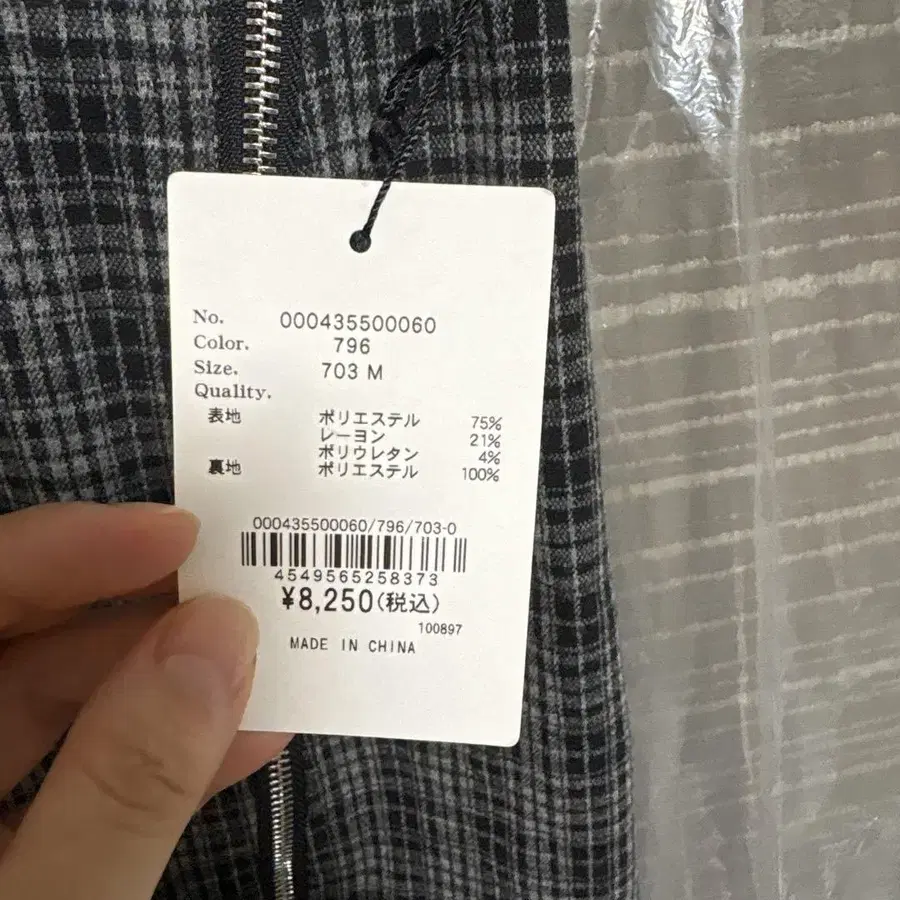 No. 000435500060
Color. 796
Size. 703 M
Quality.
表地 ポリエステル 75%
レーヨン 21%
ポリウレタン 4%
裏地 ポリエステル 100%
000435500060/796/703-0
4549565258373
¥8,250(税込)
100897
MADE IN CHINA